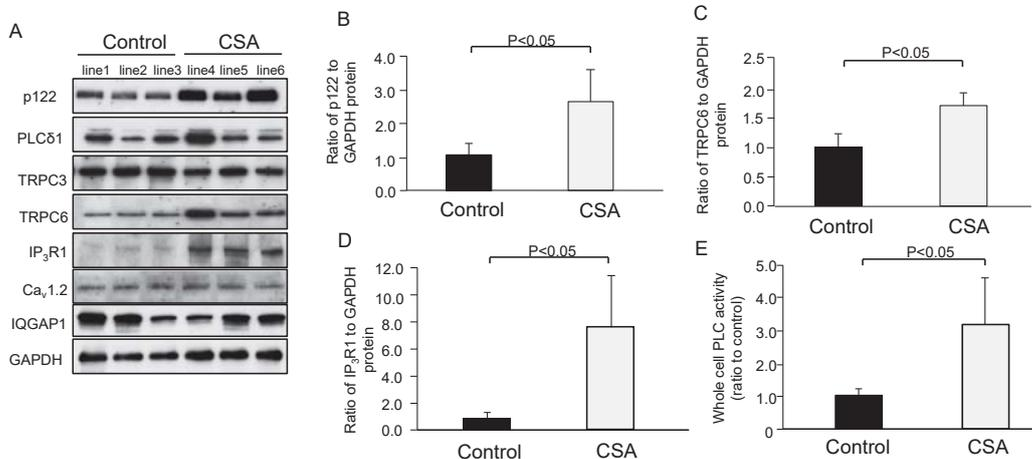 A
Control CSA
line1 line2 line3 line4 line5 line6
p122
PLCδ1
TRPC3
TRPC6
IP₃R1
Caᵥ1.2
IQGAP1
GAPDH
B
P<0.05
Ratio of p122 to
GAPDH protein
4.0
3.0
2.0
1.0
0.0
Control CSA
C
P<0.05
Ratio of TRPC6 to GAPDH
protein
2.5
2.0
1.5
1.0
0.5
0.0
Control CSA
D
P<0.05
Ratio of IP₃R1 to GAPDH
protein
12.0
10.0
8.0
6.0
4.0
2.0
0.0
Control CSA
E
P<0.05
Whole cell PLC activity
(ratio to control)
5.0
4.0
3.0
2.0
1.0
0
Control CSA